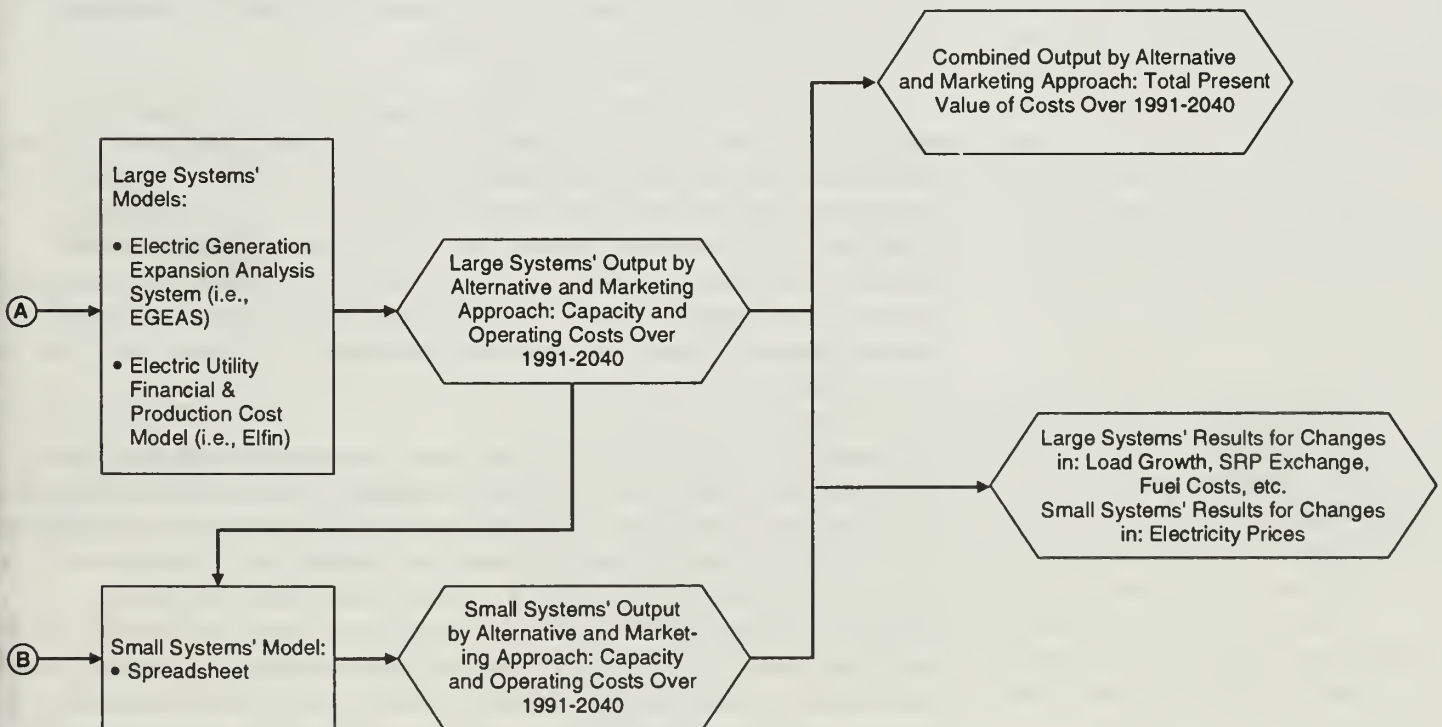 Combined Output by Alternative
and Marketing Approach: Total Present
Value of Costs Over 1991-2040
Large Systems'
Models:
• Electric Generation
Expansion Analysis
System (i.e.,
EGEAS)
• Electric Utility
Financial &
Production Cost
Model (i.e., Elfin)
A
Large Systems' Output by
Alternative and Marketing
Approach: Capacity and
Operating Costs Over
1991-2040
Large Systems' Results for Changes
in: Load Growth, SRP Exchange,
Fuel Costs, etc.
Small Systems' Results for Changes
in: Electricity Prices
B
Small Systems' Model:
• Spreadsheet
Small Systems' Output
by Alternative and Market-
ing Approach: Capacity
and Operating Costs Over
1991-2040